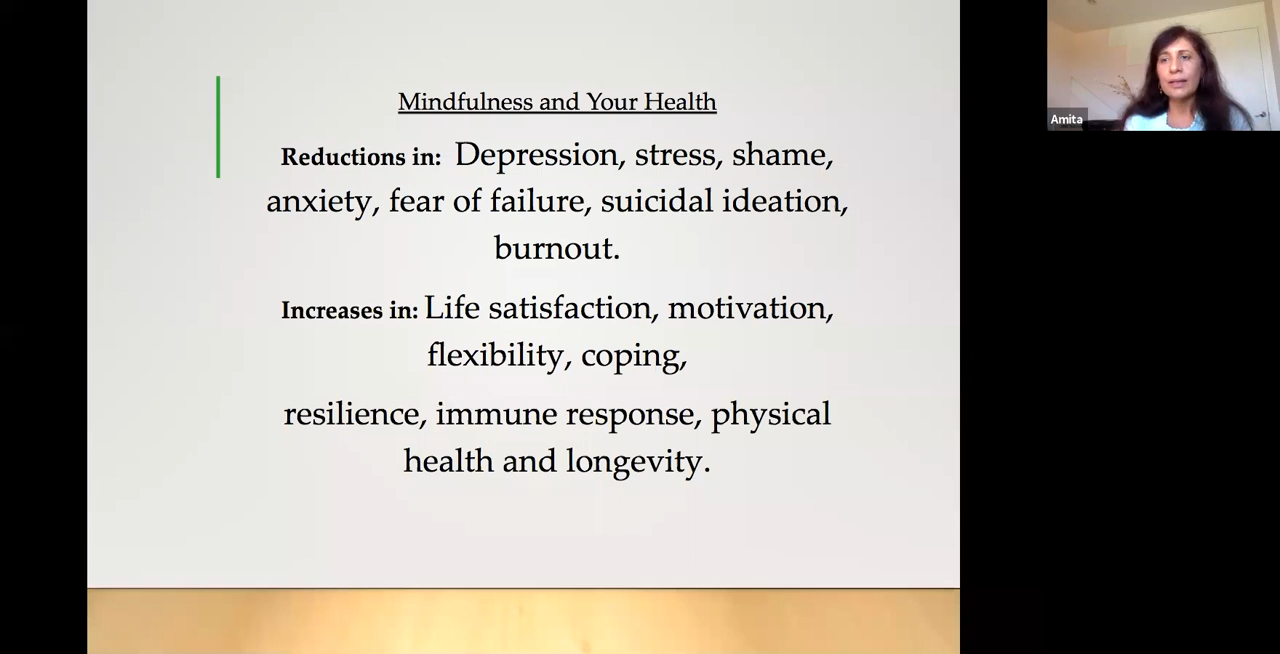 Mindfulness and Your Health
Reductions in: Depression, stress, shame,
anxiety, fear of failure, suicidal ideation,
burnout.
Increases in: Life satisfaction, motivation,
flexibility, coping,
resilience, immune response, physical
health and longevity.
Amita